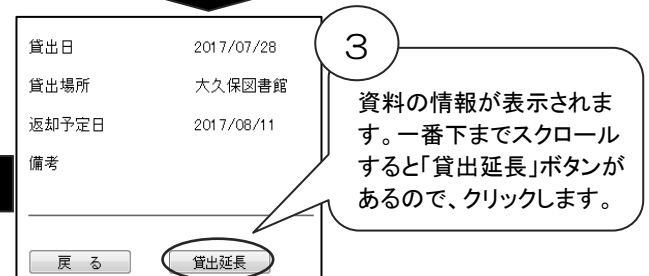 貸出日 2017/07/28
貸出場所 大久保図書館
返却予定日 2017/08/11
備考
戻 る 貸出延長
3
資料の情報が表示されま
す。一番下までスクロール
すると「貸出延長」ボタンが
あるので、クリックします。